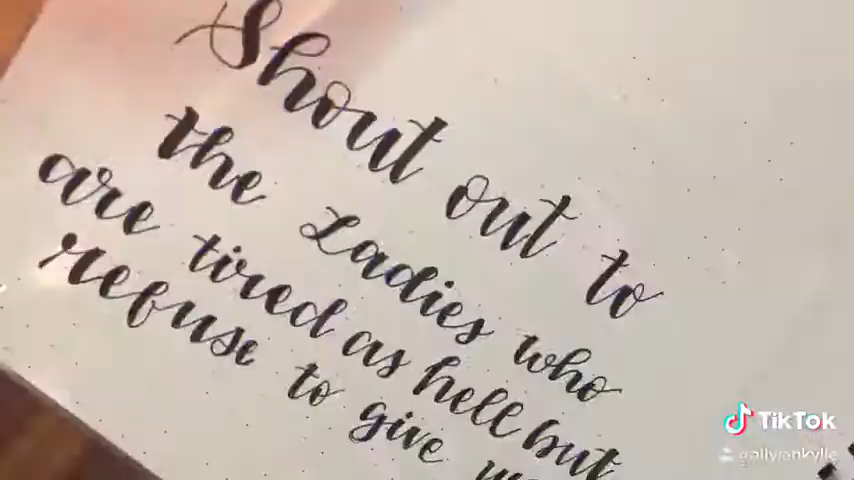 Shout out to
the Ladies who
are tired as hell but
refuse to give
TikTok